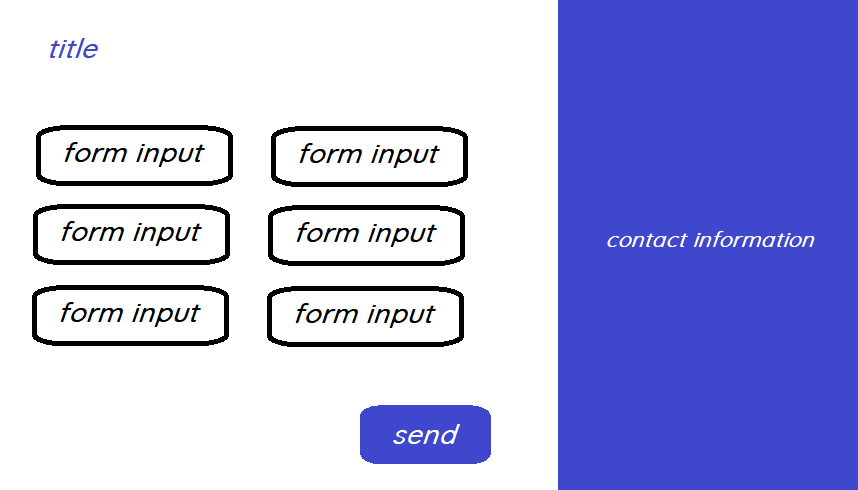 title
form input
form input
form input
form input
form input
form input
send
contact information